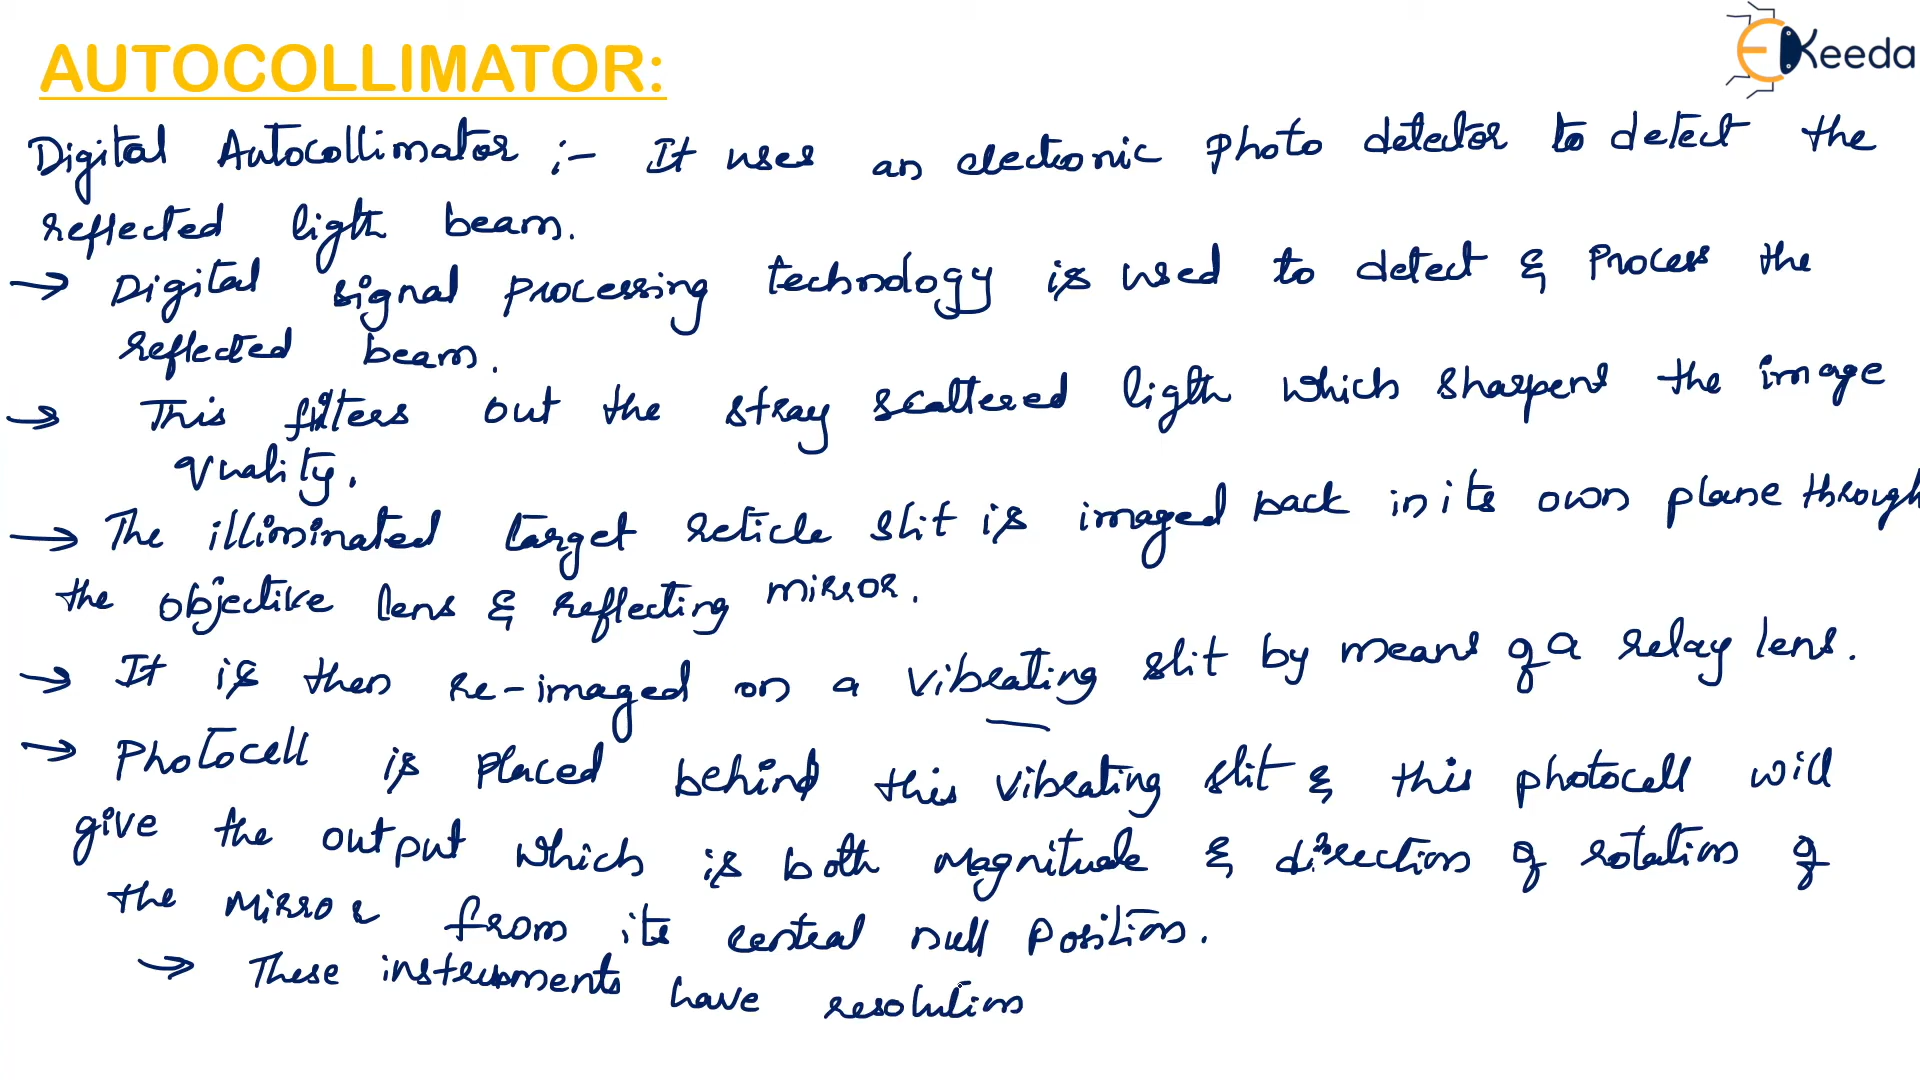 AUTOCOLLIMATOR:
EKeeda
Digital Autocollimator :- It uses an electronic photo detector to detect the
reflected ligth beam.
→ Digital signal processing technology is used to detect & process the
reflected beam.
→ This filters out the stray scattered ligth which sharpens the image
quality.
→ The illiminated target reticle slit is imaged back in its own plane through
the objective lens & reflecting mirror.
→ It is then re-imaged on a vibrating slit by means of a relay lens.
→ Photocell is placed behind this vibrating slit & this photocell will
give the output which is both magnitude & direction of rotation of
the mirror from its central null position.
→ These instruments have resolution